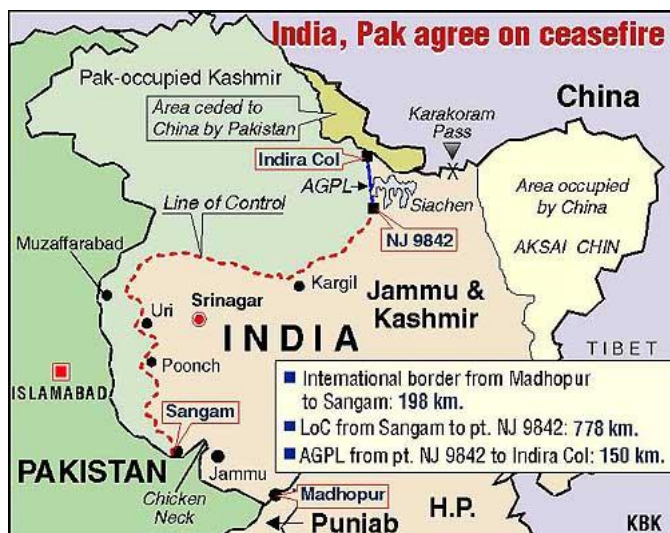 India, Pak agree on ceasefire
Pak-occupied Kashmir
Area ceded to
China by Pakistan
Karakoram
Pass
China
Indira Col
AGPL
Siachen
Area occupied
by China
AKSAI CHIN
Line of Control
NJ 9842
Muzaffarabad
Kargil
Jammu &
Kashmir
Srinagar
Uri
INDIA
TIBET
Poonch
ISLAMABAD
Sangam
■ International border from Madhopur
to Sangam: 198 km.
■ LoC from Sangam to pt. NJ 9842: 778 km.
■ AGPL from pt. NJ 9842 to Indira Col: 150 km.
PAKISTAN
Jammu
Chicken
Neck
Madhopur
Punjab
H.P.
KBK